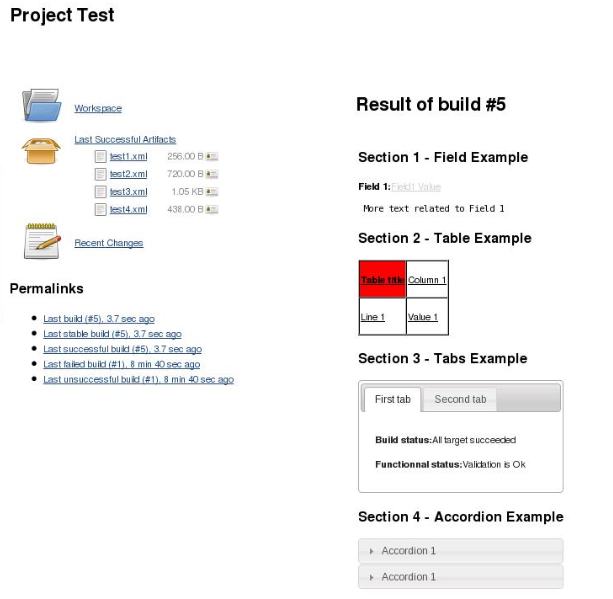 Project Test
Workspace
Last Successful Artifacts
test1.xml 256.00 B
test2.xml 720.00 B
test3.xml 1.05 KB
test4.xml 438.00 B
Recent Changes
Permalinks
Last build (#5), 3.7 sec ago
Last stable build (#5), 3.7 sec ago
Last successful build (#5), 3.7 sec ago
Last failed build (#1), 8 min 40 sec ago
Last unsuccessful build (#1), 8 min 40 sec ago
Result of build #5
Section 1 - Field Example
Field 1:Field1 Value
More text related to Field 1
Section 2 - Table Example
Table title Column 1
Line 1 Value 1
Section 3 - Tabs Example
First tab Second tab
Build status:All target succeeded
Functionnal status:Validation is Ok
Section 4 - Accordion Example
Accordion 1
Accordion 1